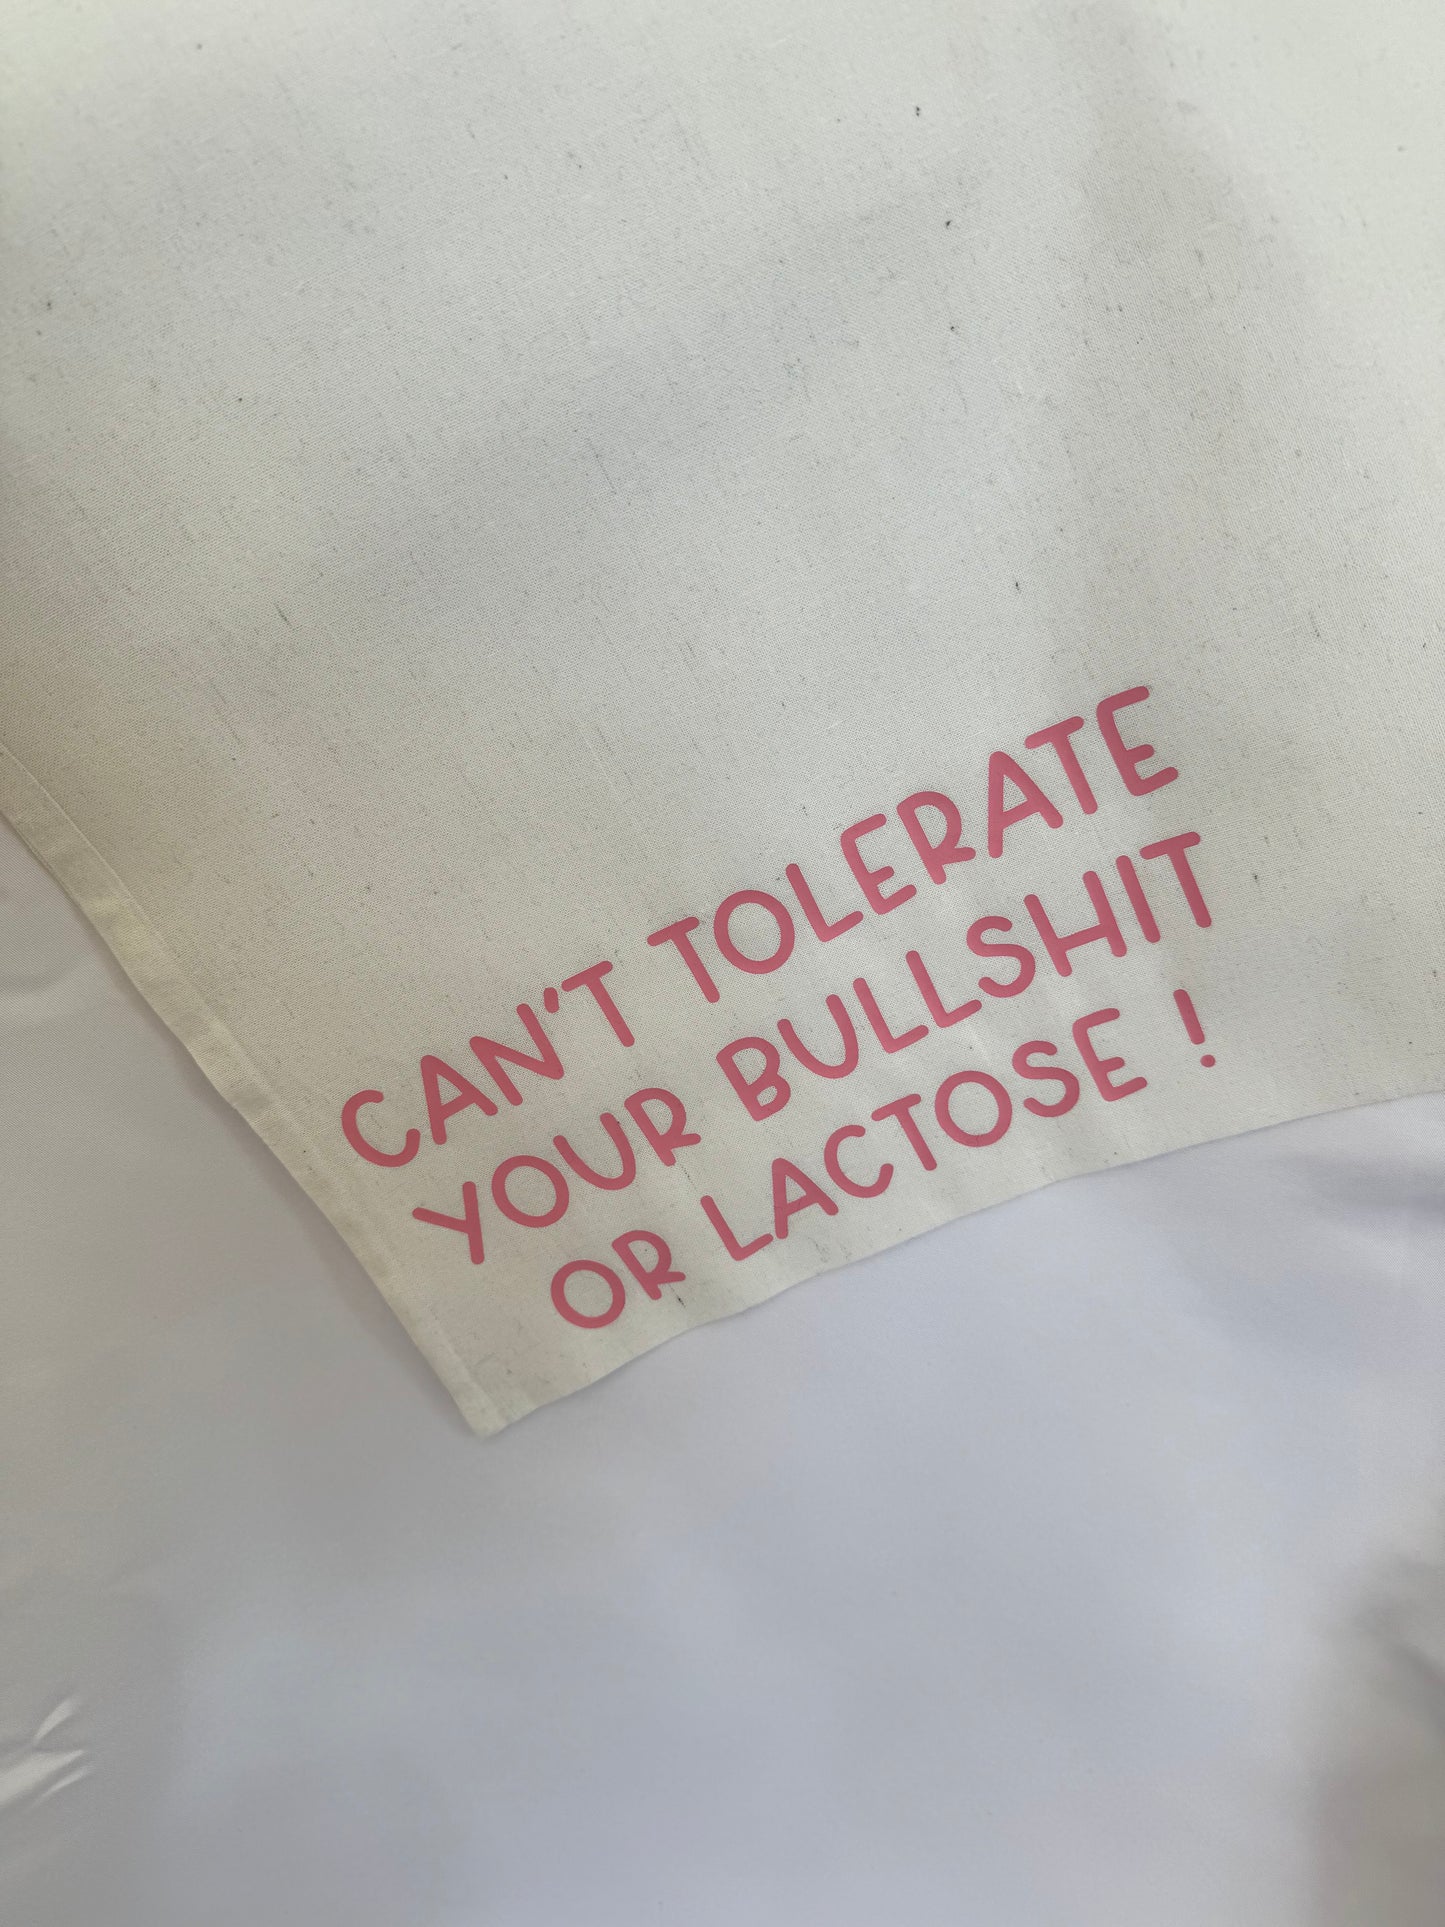 CAN'T TOLERATE
YOUR BULLSHIT
OR LACTOSE !